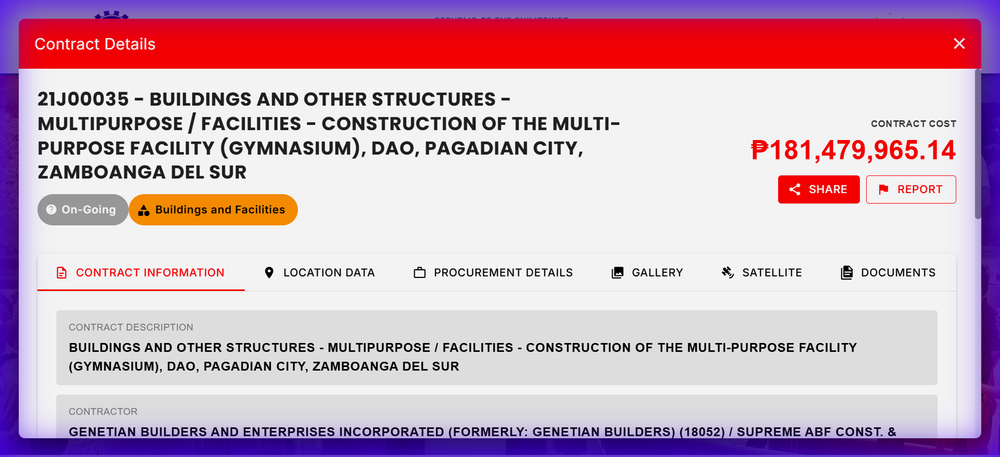 REPUBLIC OF THE PHILIPPINES
Contract Details
21J00035 - BUILDINGS AND OTHER STRUCTURES -
MULTIPURPOSE / FACILITIES - CONSTRUCTION OF THE MULTI-
PURPOSE FACILITY (GYMNASIUM), DAO, PAGADIAN CITY,
ZAMBOANGA DEL SUR
On-Going
Buildings and Facilities
CONTRACT COST
₱181,479,965.14
SHARE
REPORT
CONTRACT INFORMATION
LOCATION DATA
PROCUREMENT DETAILS
GALLERY
SATELLITE
DOCUMENTS
CONTRACT DESCRIPTION
BUILDINGS AND OTHER STRUCTURES - MULTIPURPOSE / FACILITIES - CONSTRUCTION OF THE MULTI-PURPOSE FACILITY
(GYMNASIUM), DAO, PAGADIAN CITY, ZAMBOANGA DEL SUR
CONTRACTOR
GENETIAN BUILDERS AND ENTERPRISES INCORPORATED (FORMERLY: GENETIAN BUILDERS) (18052) / SUPREME ABF CONST. &